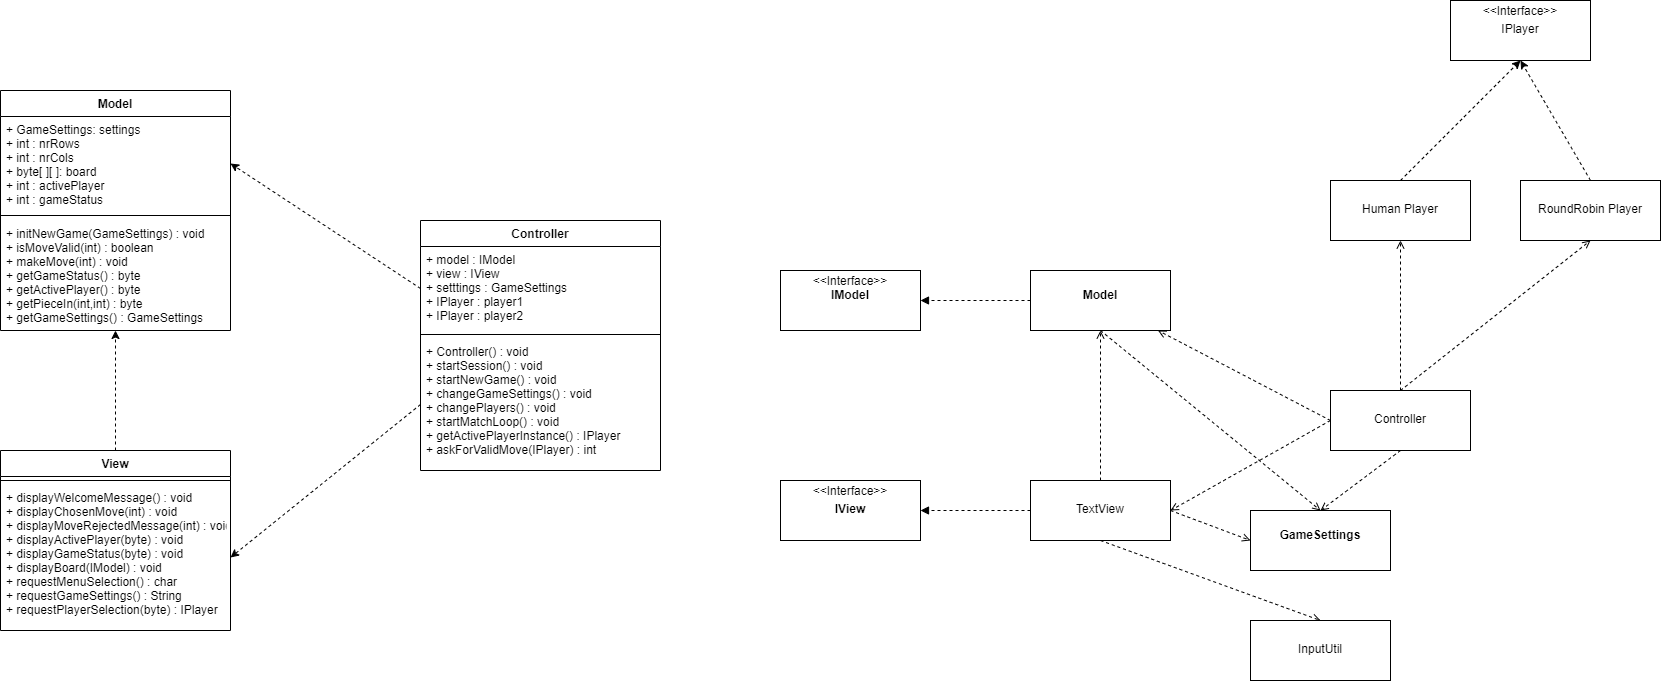 Model
+ GameSettings: settings
+ int : nrRows
+ int : nrCols
+ byte[ ][ ]: board
+ int : activePlayer
+ int : gameStatus
+ initNewGame(GameSettings) : void
+ isMoveValid(int) : boolean
+ makeMove(int) : void
+ getGameStatus() : byte
+ getActivePlayer() : byte
+ getPieceIn(int,int) : byte
+ getGameSettings() : GameSettings
View
+ displayWelcomeMessage() : void
+ displayChosenMove(int) : void
+ displayMoveRejectedMessage(int) : voi
+ displayActivePlayer(byte) : void
+ displayGameStatus(byte) : void
+ displayBoard(IModel) : void
+ requestMenuSelection() : char
+ requestGameSettings() : String
+ requestPlayerSelection(byte) : IPlayer
Controller
+ model : IModel
+ view : IView
+ setttings : GameSettings
+ IPlayer : player1
+ IPlayer : player2
+ Controller() : void
+ startSession() : void
+ startNewGame() : void
+ changeGameSettings() : void
+ changePlayers() : void
+ startMatchLoop() : void
+ getActivePlayerInstance() : IPlayer
+ askForValidMove(IPlayer) : int
<<Interface>>
IPlayer
Human Player
RoundRobin Player
<<Interface>>
IModel
Model
Controller
<<Interface>>
IView
TextView
GameSettings
InputUtil